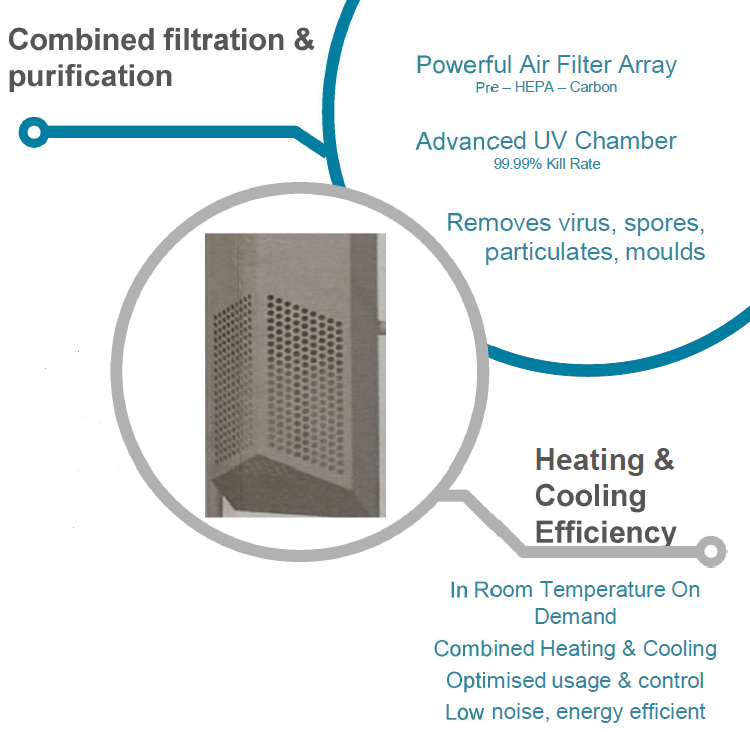 Combined filtration &
purification
Powerful Air Filter Array
Pre – HEPA – Carbon
Advanced UV Chamber
99.99% Kill Rate
Removes virus, spores,
particulates, moulds
Heating &
Cooling
Efficiency
In Room Temperature On
Demand
Combined Heating & Cooling
Optimised usage & control
Low noise, energy efficient